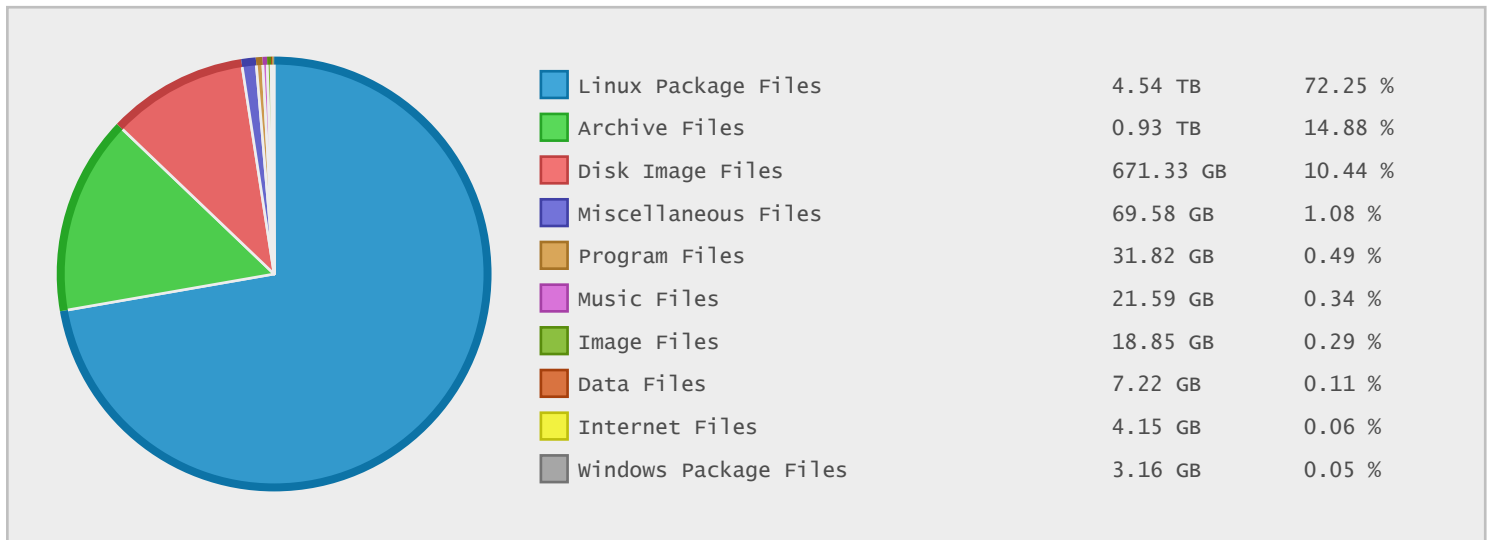 Linux Package Files 4.54 TB 72.25 %
Archive Files 0.93 TB 14.88 %
Disk Image Files 671.33 GB 10.44 %
Miscellaneous Files 69.58 GB 1.08 %
Program Files 31.82 GB 0.49 %
Music Files 21.59 GB 0.34 %
Image Files 18.85 GB 0.29 %
Data Files 7.22 GB 0.11 %
Internet Files 4.15 GB 0.06 %
Windows Package Files 3.16 GB 0.05 %